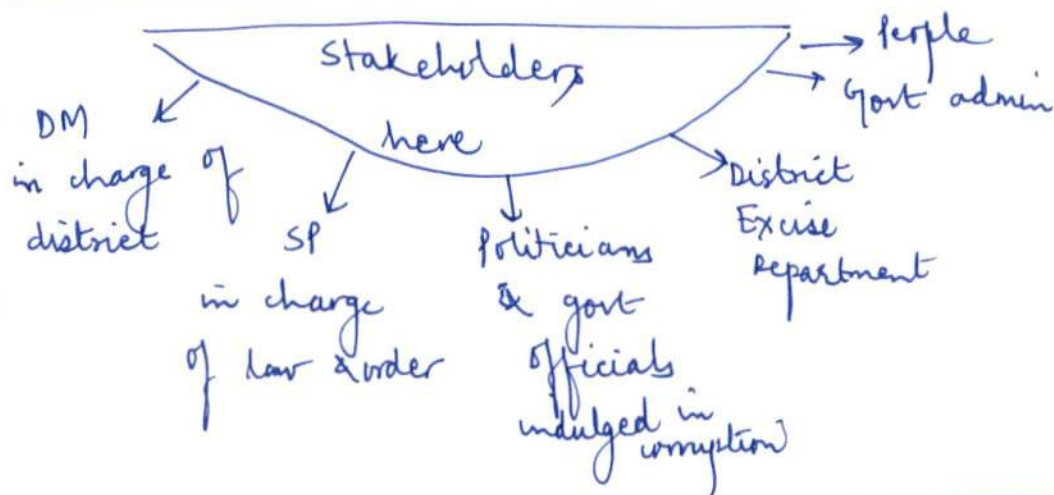 Stakeholders
here
DM
in charge of
district
SP
in charge
of law & order
Politicians
& govt
officials
indulged in
corruption
District
Excise
Department
People
Govt admin